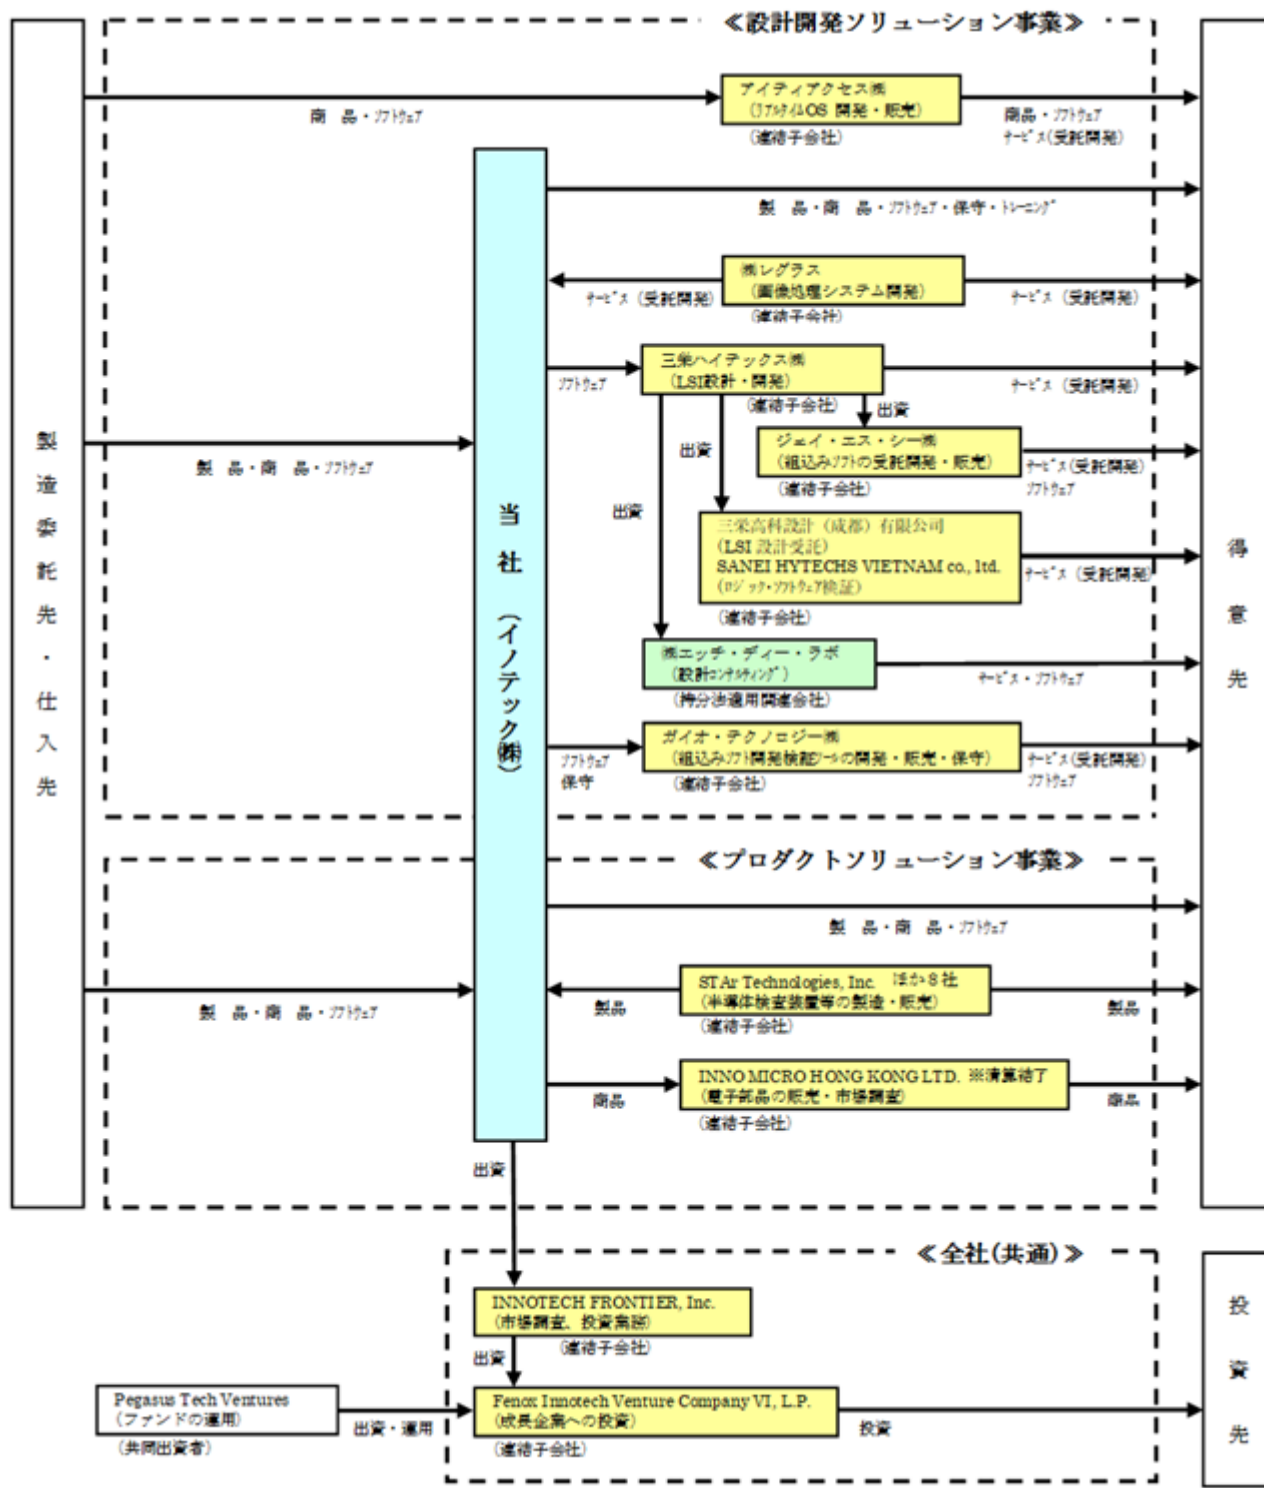 ≪設計開発ソリューション事業≫
製造委託先・仕入先
得意先
当社（イノテック㈱）
商　品・ｿﾌﾄｳｪｱ
アイティアクセス㈱
(ﾘｱﾙﾀｲﾑOS 開発・販売)
(連結子会社)
商品・ｿﾌﾄｳｪｱ
ｻｰﾋﾞｽ(受託開発)
製　品・商　品・ｿﾌﾄｳｪｱ・保守・ﾄﾚｰﾆﾝｸﾞ
㈱レグラス
(画像処理システム開発)
(連結子会社)
ｻｰﾋﾞｽ (受託開発)
ｻｰﾋﾞｽ (受託開発)
ｿﾌﾄｳｪｱ
三栄ハイテックス㈱
(LSI設計・開発)
(連結子会社)
ｻｰﾋﾞｽ (受託開発)
出資
出資
出資
ジェイ・エス・シー㈱
(組込みｿﾌﾄの受託開発・販売)
(連結子会社)
ｻｰﾋﾞｽ(受託開発)
ｿﾌﾄｳｪｱ
製　品・商　品・ｿﾌﾄｳｪｱ
三栄高科設計（成都）有限公司
(LSI 設計受託)
SANEI HYTECHS VIETNAM co., ltd.
(ﾛｼﾞｯｸ・ｿﾌﾄｳｪｱ検証)
(連結子会社)
ｻｰﾋﾞｽ (受託開発)
㈱エッチ・ディー・ラボ
(設計ｺﾝｻﾙﾃｨﾝｸﾞ)
(持分法適用関連会社)
ｻｰﾋﾞｽ・ｿﾌﾄｳｪｱ
ｿﾌﾄｳｪｱ
保守
ガイオ・テクノロジー㈱
(組込みｿﾌﾄ開発検証ﾂｰﾙの開発・販売・保守)
(連結子会社)
ｻｰﾋﾞｽ(受託開発)
ｿﾌﾄｳｪｱ
≪プロダクトソリューション事業≫
製　品・商　品・ｿﾌﾄｳｪｱ
製　品・商　品・ｿﾌﾄｳｪｱ
STAr Technologies, Inc.　ほか8社
(半導体検査装置等の製造・販売)
(連結子会社)
製品
製品
商品
INNO MICRO HONG KONG LTD. ※清算結了
(電子部品の販売・市場調査)
(連結子会社)
商品
出資
≪全社(共通)≫
投資先
INNOTECH FRONTIER, Inc.
(市場調査、投資業務)
(連結子会社)
出資
Pegasus Tech Ventures
(ファンドの運用)
(共同出資者)
出資・運用
Fenox Innotech Venture Company VI, L.P.
(成長企業への投資)
(連結子会社)
投資